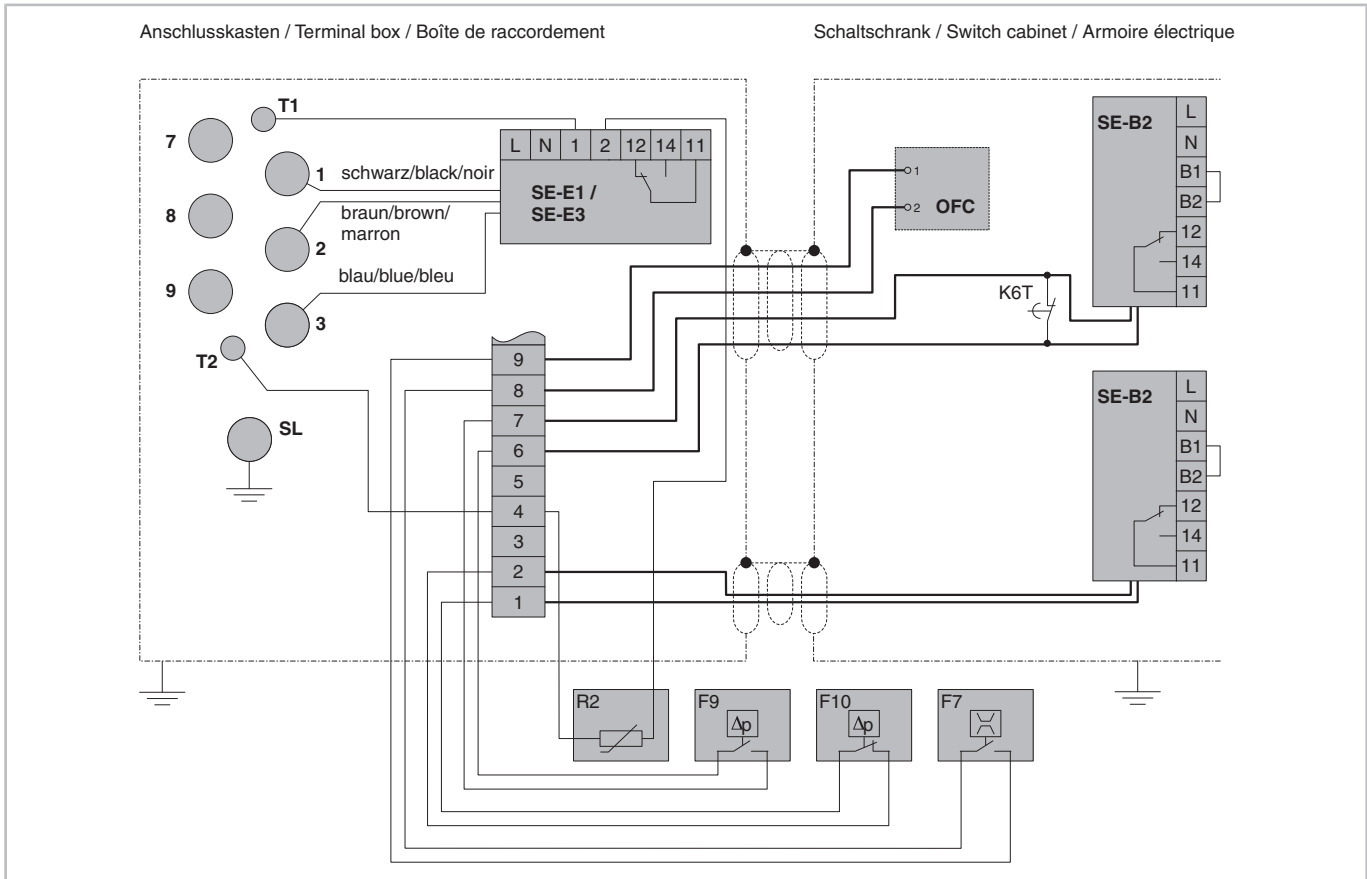 Anschlusskasten / Terminal box / Boîte de raccordement
Schaltschrank / Switch cabinet / Armoire électrique
T1
7
1
schwarz/black/noir
8
braun/brown/
marron
2
9
blau/blue/bleu
3
T2
SL
L N 1 2 12 14 11
SE-E1 /
SE-E3
9
8
7
6
5
4
3
2
1
1
2
OFC
K6T
SE-B2
L
N
B1
B2
12
14
11
SE-B2
L
N
B1
B2
12
14
11
R2
F9
Δp
F10
Δp
F7